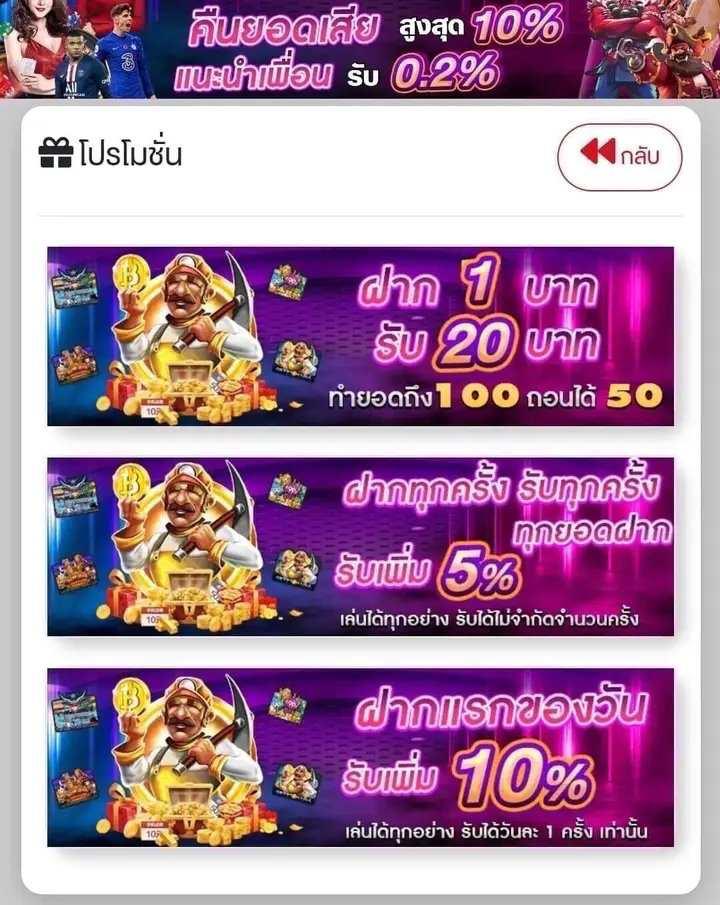 คืนยอดเสีย สูงสุด 10%
แนะนำเพื่อน รับ 0.2%
โปรโมชั่น
กลับ
ฝาก 1 บาท
รับ 20 บาท
ทำยอดถึง 100 ถอนได้ 50
ฝากทุกครั้ง รับทุกครั้ง
ทุกยอดฝาก
รับเพิ่ม 5%
เล่นได้ทุกอย่าง รับได้ไม่จำกัดจำนวนครั้ง
ฝากแรกของวัน
รับเพิ่ม 10%
เล่นได้ทุกอย่าง รับได้วันละ 1 ครั้ง เท่านั้น